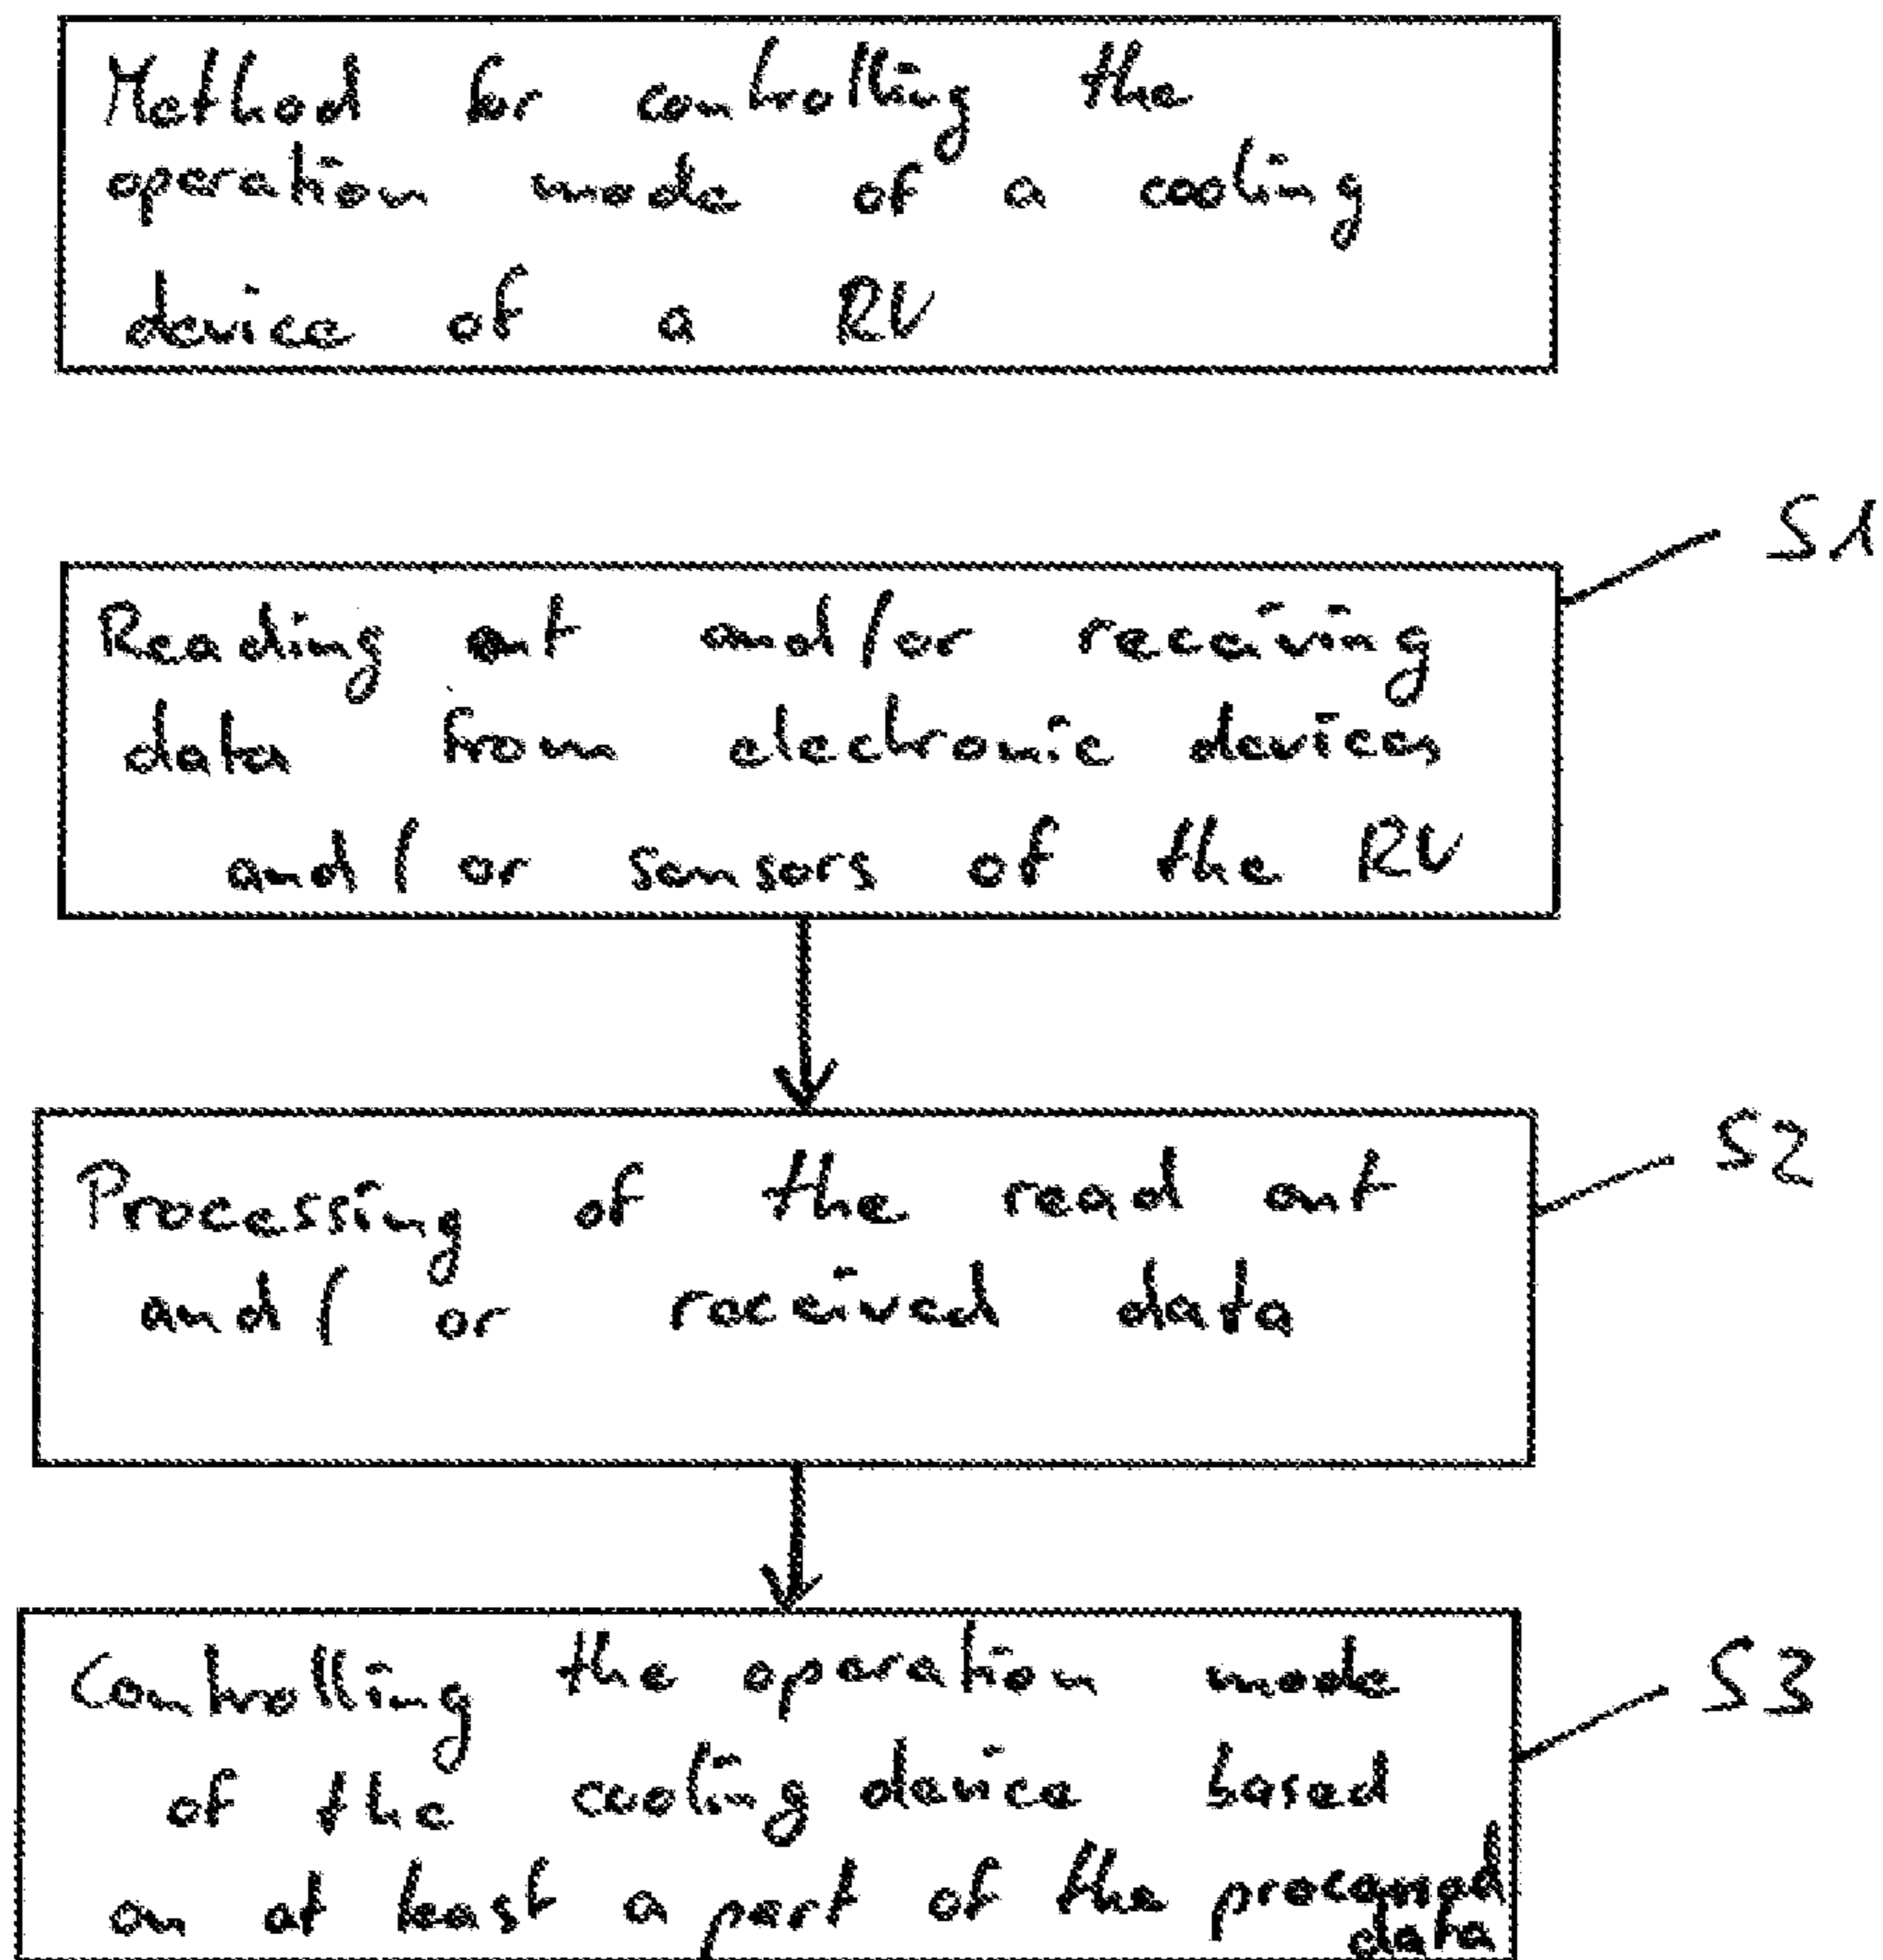 Method for controlling the
operation mode of a cooling
device of a RV
S1
Reading out and/or receiving
data from electronic devices
and/or sensors of the RV
S2
Processing of the read out
and/or received data
S3
Controlling the operation mode
of the cooling device based
on at least a part of the processed
data